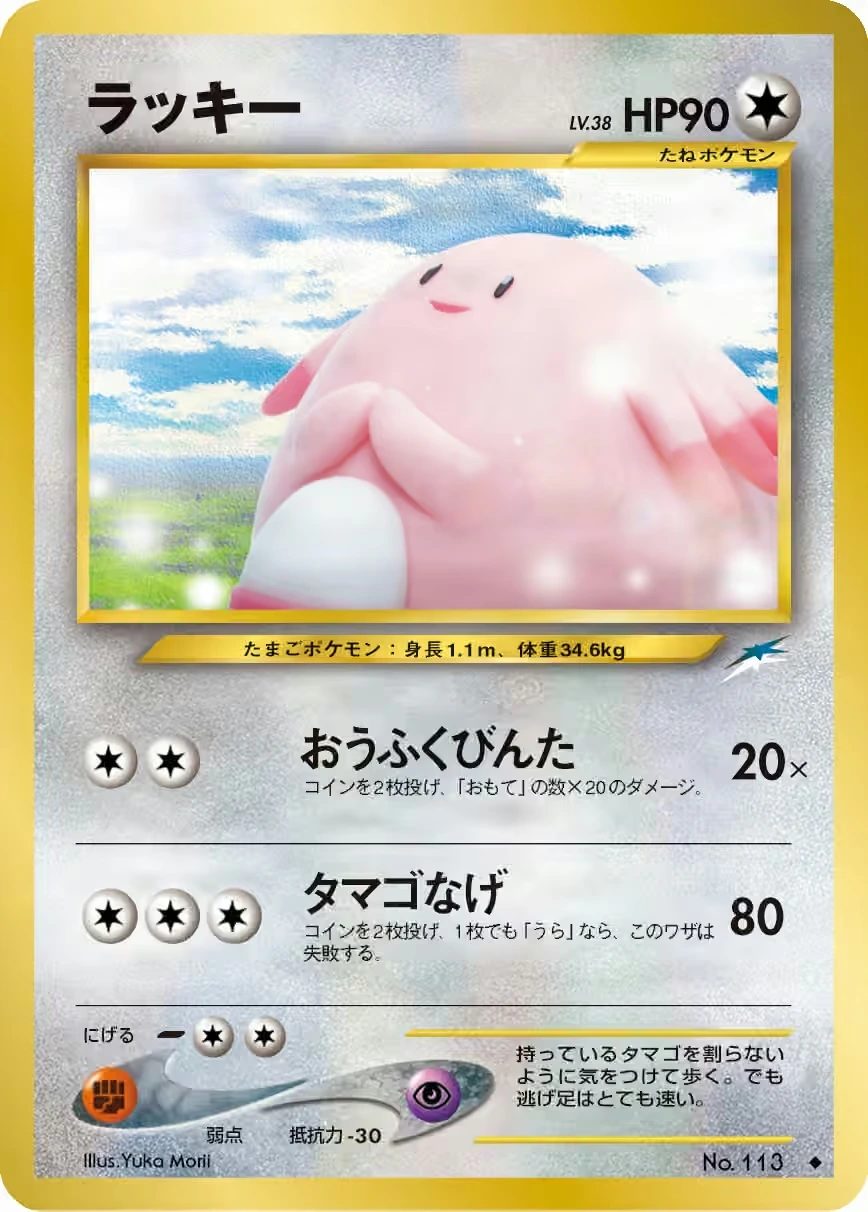 ラッキー
LV.38 HP90
たねポケモン
たまごポケモン：身長1.1m、体重34.6kg
おうふくびんた
20×
コインを2枚投げ、「おもて」の数×20のダメージ。
タマゴなげ
80
コインを2枚投げ、1枚でも「うら」なら、このワザは
失敗する。
にげる
持っているタマゴを割らない
ように気をつけて歩く。でも
逃げ足はとても速い。
弱点
抵抗力-30
Illus.Yuka Morii
No. 113